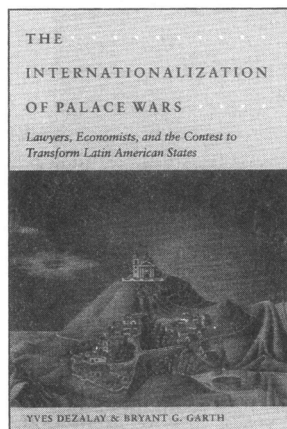 THE
INTERNATIONALIZATION
OF PALACE WARS
Lawyers, Economists, and the Contest to
Transform Latin American States
YVES DEZALAY & BRYANT G. GARTH